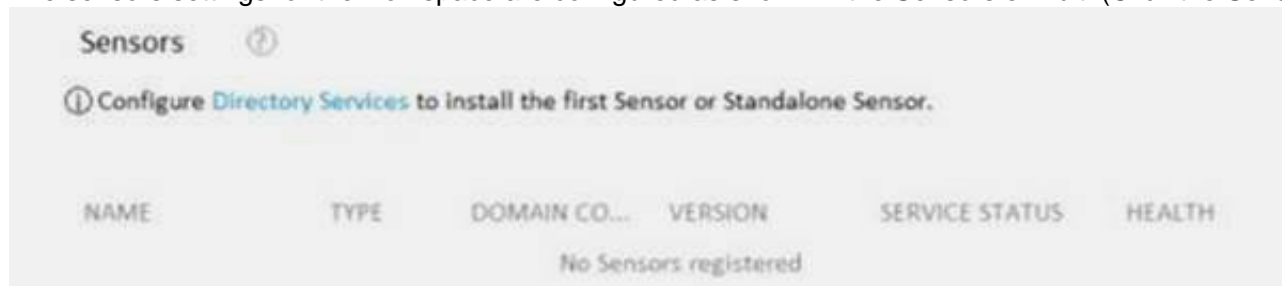 Sensors ?
ⓘ Configure Directory Services to install the first Sensor or Standalone Sensor.
NAME TYPE DOMAIN CO... VERSION SERVICE STATUS HEALTH
No Sensors registered